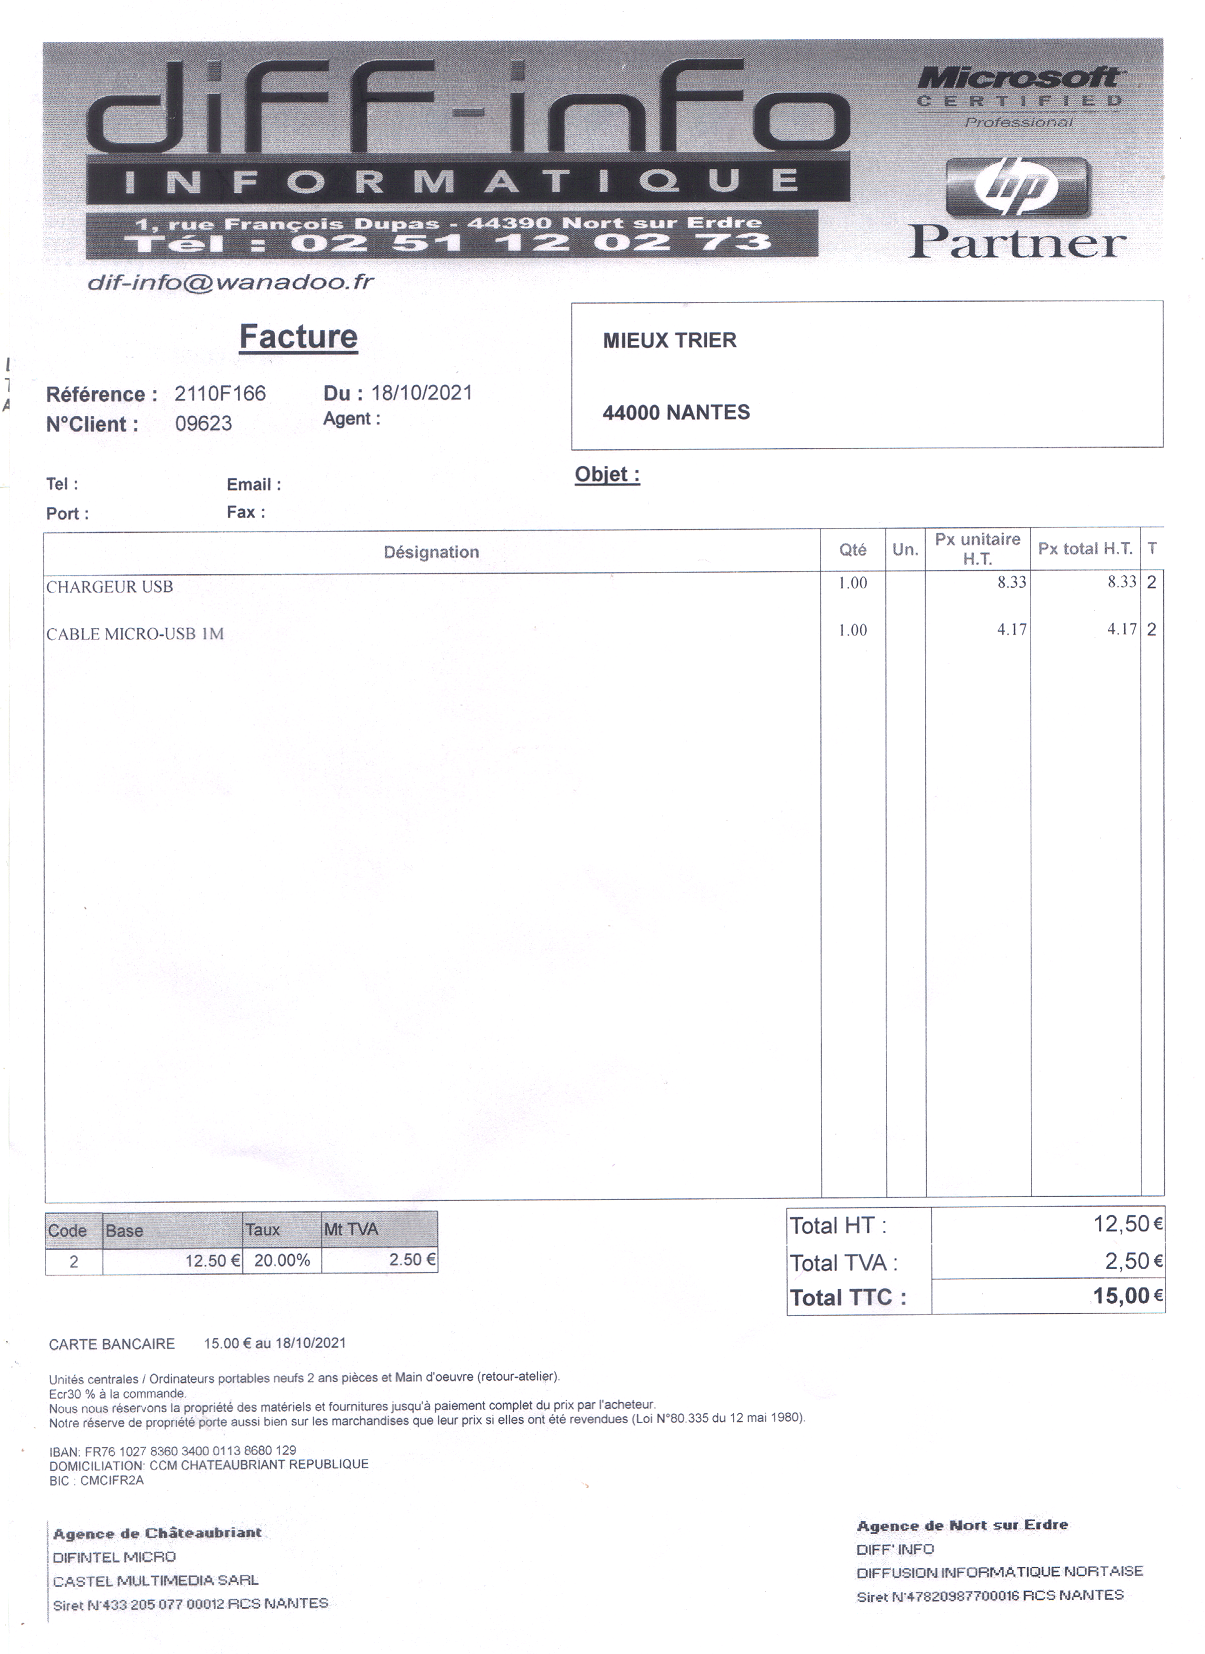 diff-info
INFORMATIQUE
1, rue François Dupas - 44390 Nort sur Erdre
Tél : 02 51 12 02 73
dif-info@wanadoo.fr
Microsoft
CERTIFIED
Professional
hp
Partner
Facture
MIEUX TRIER
44000 NANTES
Référence : 2110F166 Du : 18/10/2021
N°Client : 09623 Agent :
Objet :
Tel : Email :
Port : Fax :
Désignation Qté Un. Px unitaire H.T. Px total H.T. T
CHARGEUR USB 1.00 8.33 8.33 2
CABLE MICRO-USB 1M 1.00 4.17 4.17 2
Code Base Taux Mt TVA
2 12.50 € 20.00% 2.50 €
Total HT : 12,50 €
Total TVA : 2,50 €
Total TTC : 15,00 €
CARTE BANCAIRE 15.00 € au 18/10/2021
Unités centrales / Ordinateurs portables neufs 2 ans pièces et Main d'oeuvre (retour-atelier).
Ecr30 % à la commande.
Nous nous réservons la propriété des matériels et fournitures jusqu'à paiement complet du prix par l'acheteur.
Notre réserve de propriété porte aussi bien sur les marchandises que leur prix si elles ont été revendues (Loi N°80.335 du 12 mai 1980).
IBAN: FR76 1027 8360 3400 0113 8680 129
DOMICILIATION: CCM CHATEAUBRIANT REPUBLIQUE
BIC : CMCIFR2A
Agence de Châteaubriant
DIFINTEL MICRO
CASTEL MULTIMEDIA SARL
Siret N°433 205 077 00012 RCS NANTES
Agence de Nort sur Erdre
DIFF' INFO
DIFFUSION INFORMATIQUE NORTAISE
Siret N°47820987700016 RCS NANTES